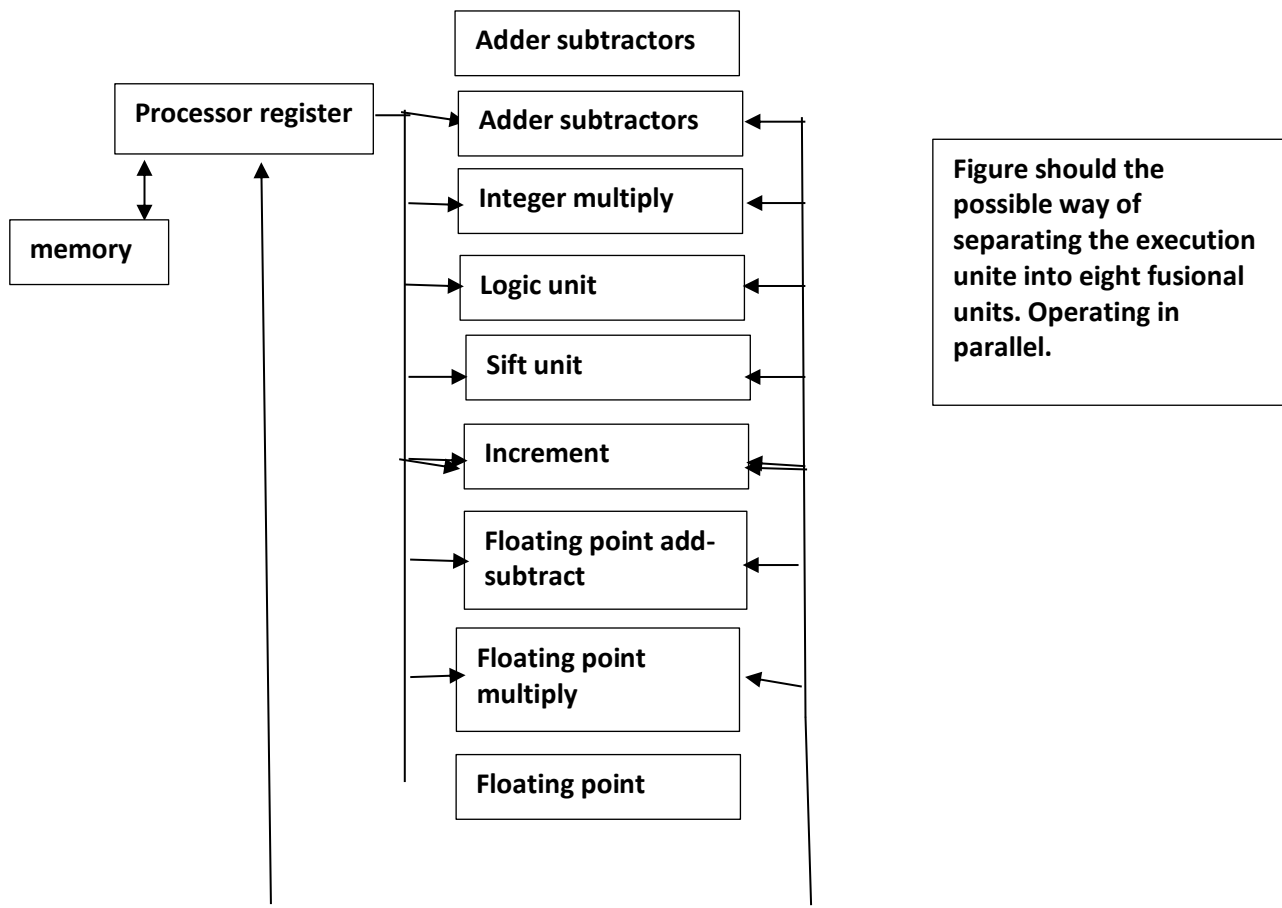 Adder subtractors
Processor register
Adder subtractors
Integer multiply
memory
Logic unit
Sift unit
Increment
Floating point add-
subtract
Floating point
multiply
Floating point
Figure should the
possible way of
separating the execution
unite into eight fusional
units. Operating in
parallel.